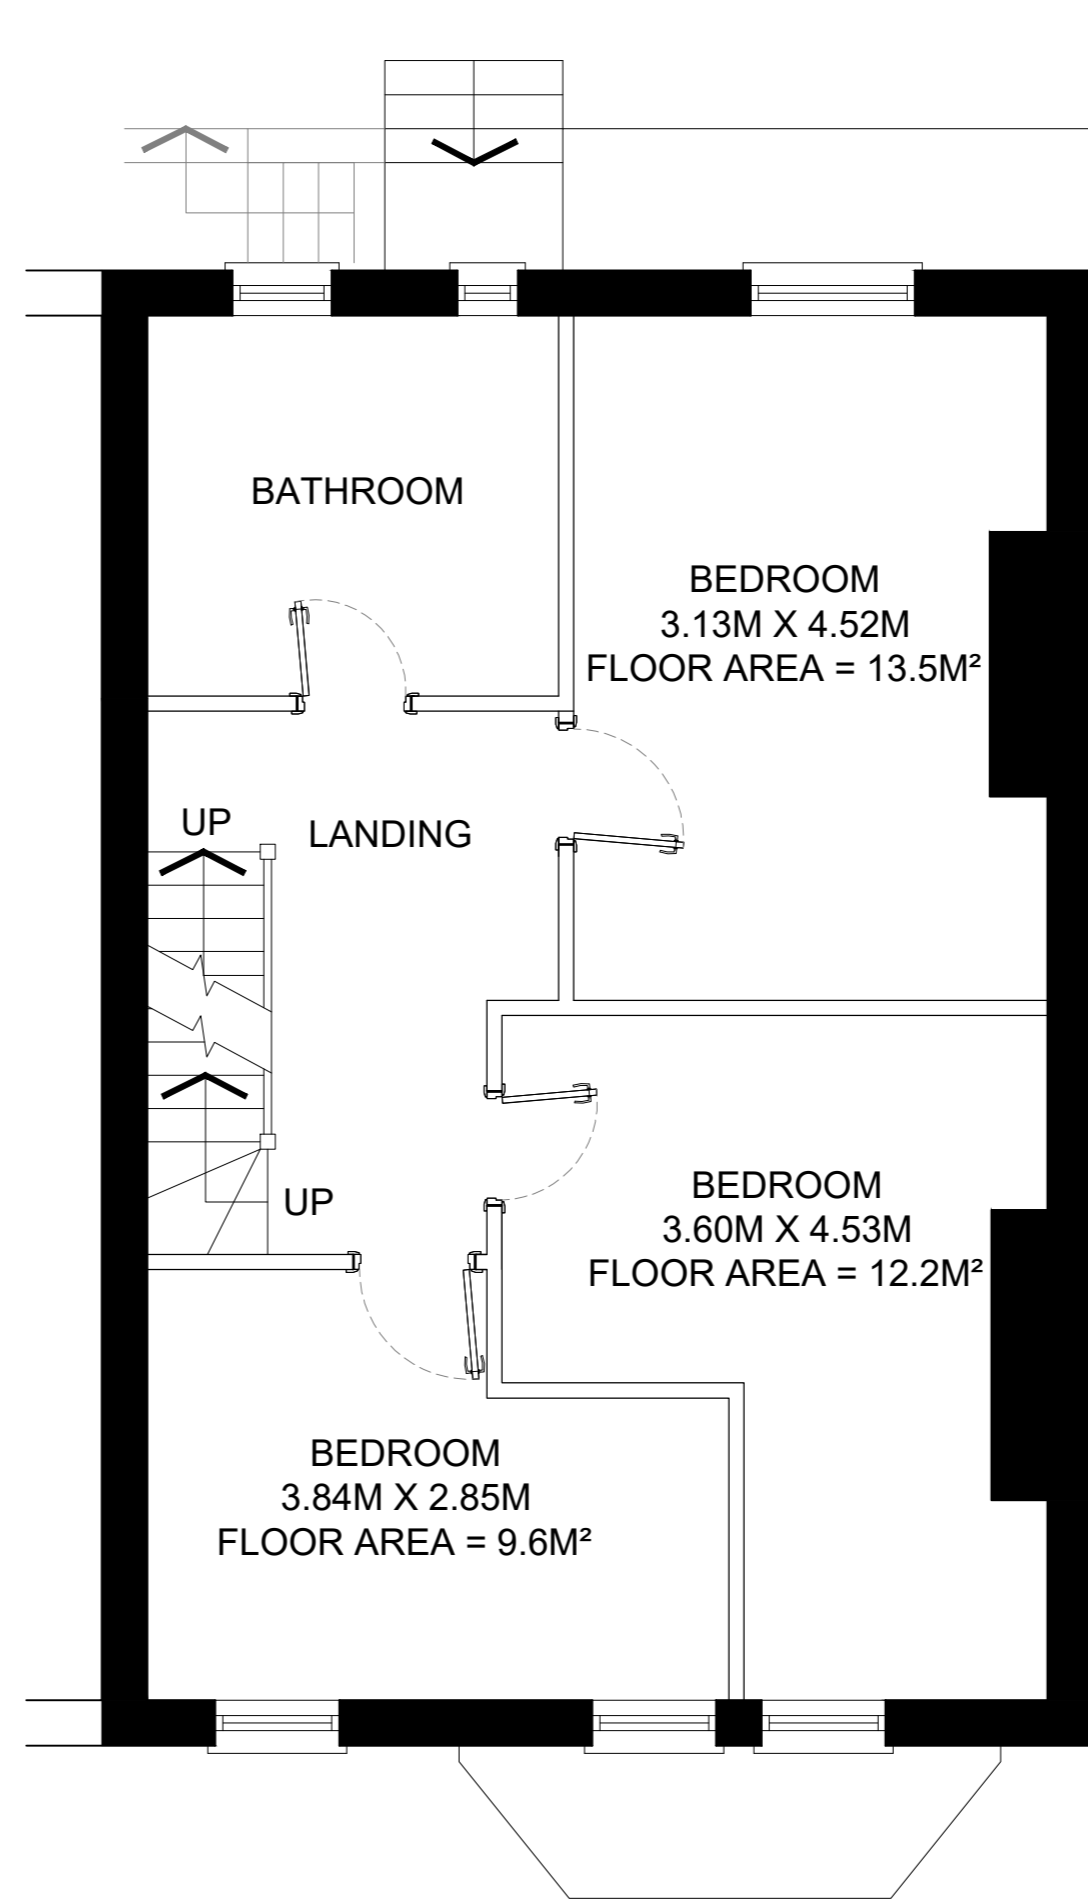 BATHROOM
BEDROOM
3.13M X 4.52M
FLOOR AREA = 13.5M²
UP
LANDING
UP
BEDROOM
3.60M X 4.53M
FLOOR AREA = 12.2M²
BEDROOM
3.84M X 2.85M
FLOOR AREA = 9.6M²